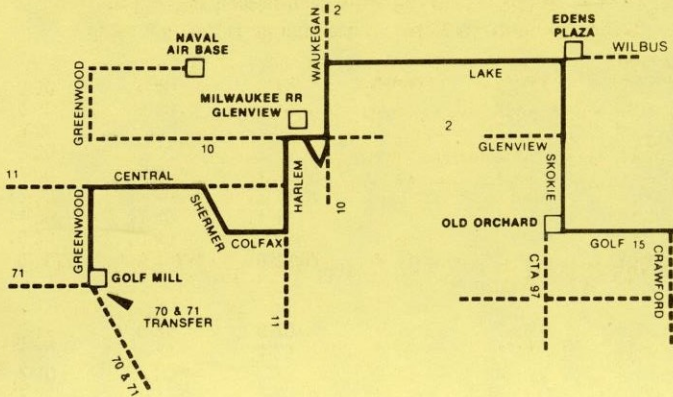 2
EDENS
PLAZA
WILBUS
NAVAL
AIR BASE
WAUKEGAN
LAKE
GREENWOOD
MILWAUKEE RR
GLENVIEW
2
10
GLENVIEW
11
CENTRAL
HARLEM
SKOKIE
SHERMER
10
GREENWOOD
COLFAX
OLD ORCHARD
GOLF 15
71
GOLF MILL
CTA 97
CRAWFORD
70 & 71
TRANSFER
11
70 & 71